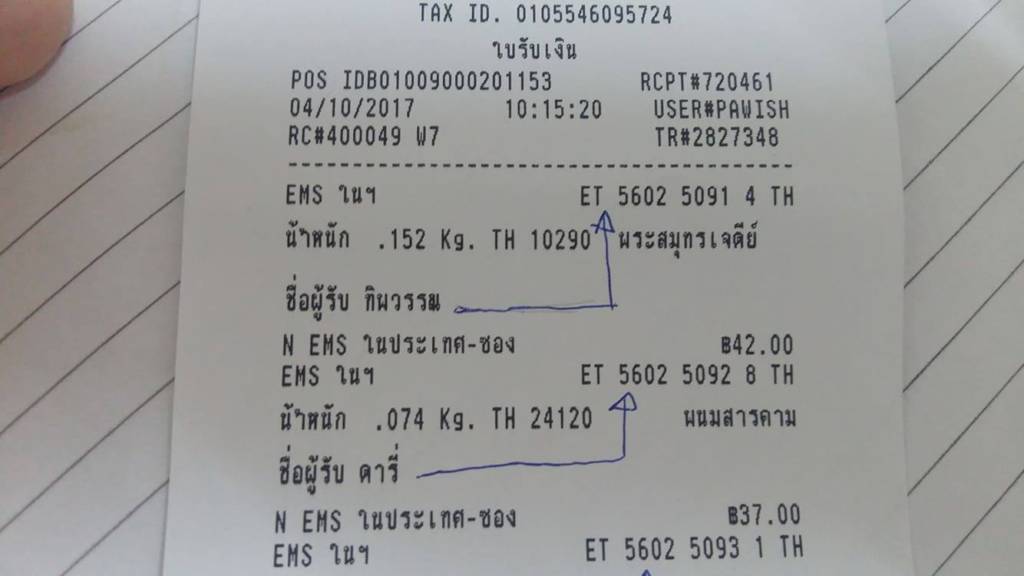 TAX ID. 0105546095724
ใบรับเงิน
POS IDB01009000201153 RCPT#720461
04/10/2017 10:15:20 USER#PAWISH
RC#400049 W7 TR#2827348
EMS ในฯ ET 5602 5091 4 TH
น้ำหนัก .152 Kg. TH 10290 พระสมุทรเจดีย์
ชื่อผู้รับ ทิพวรรณ
N EMS ในประเทศ-ซอง ฿42.00
EMS ในฯ ET 5602 5092 8 TH
น้ำหนัก .074 Kg. TH 24120 พนมสารคาม
ชื่อผู้รับ ดารี่
N EMS ในประเทศ-ซอง ฿37.00
EMS ในฯ ET 5602 5093 1 TH